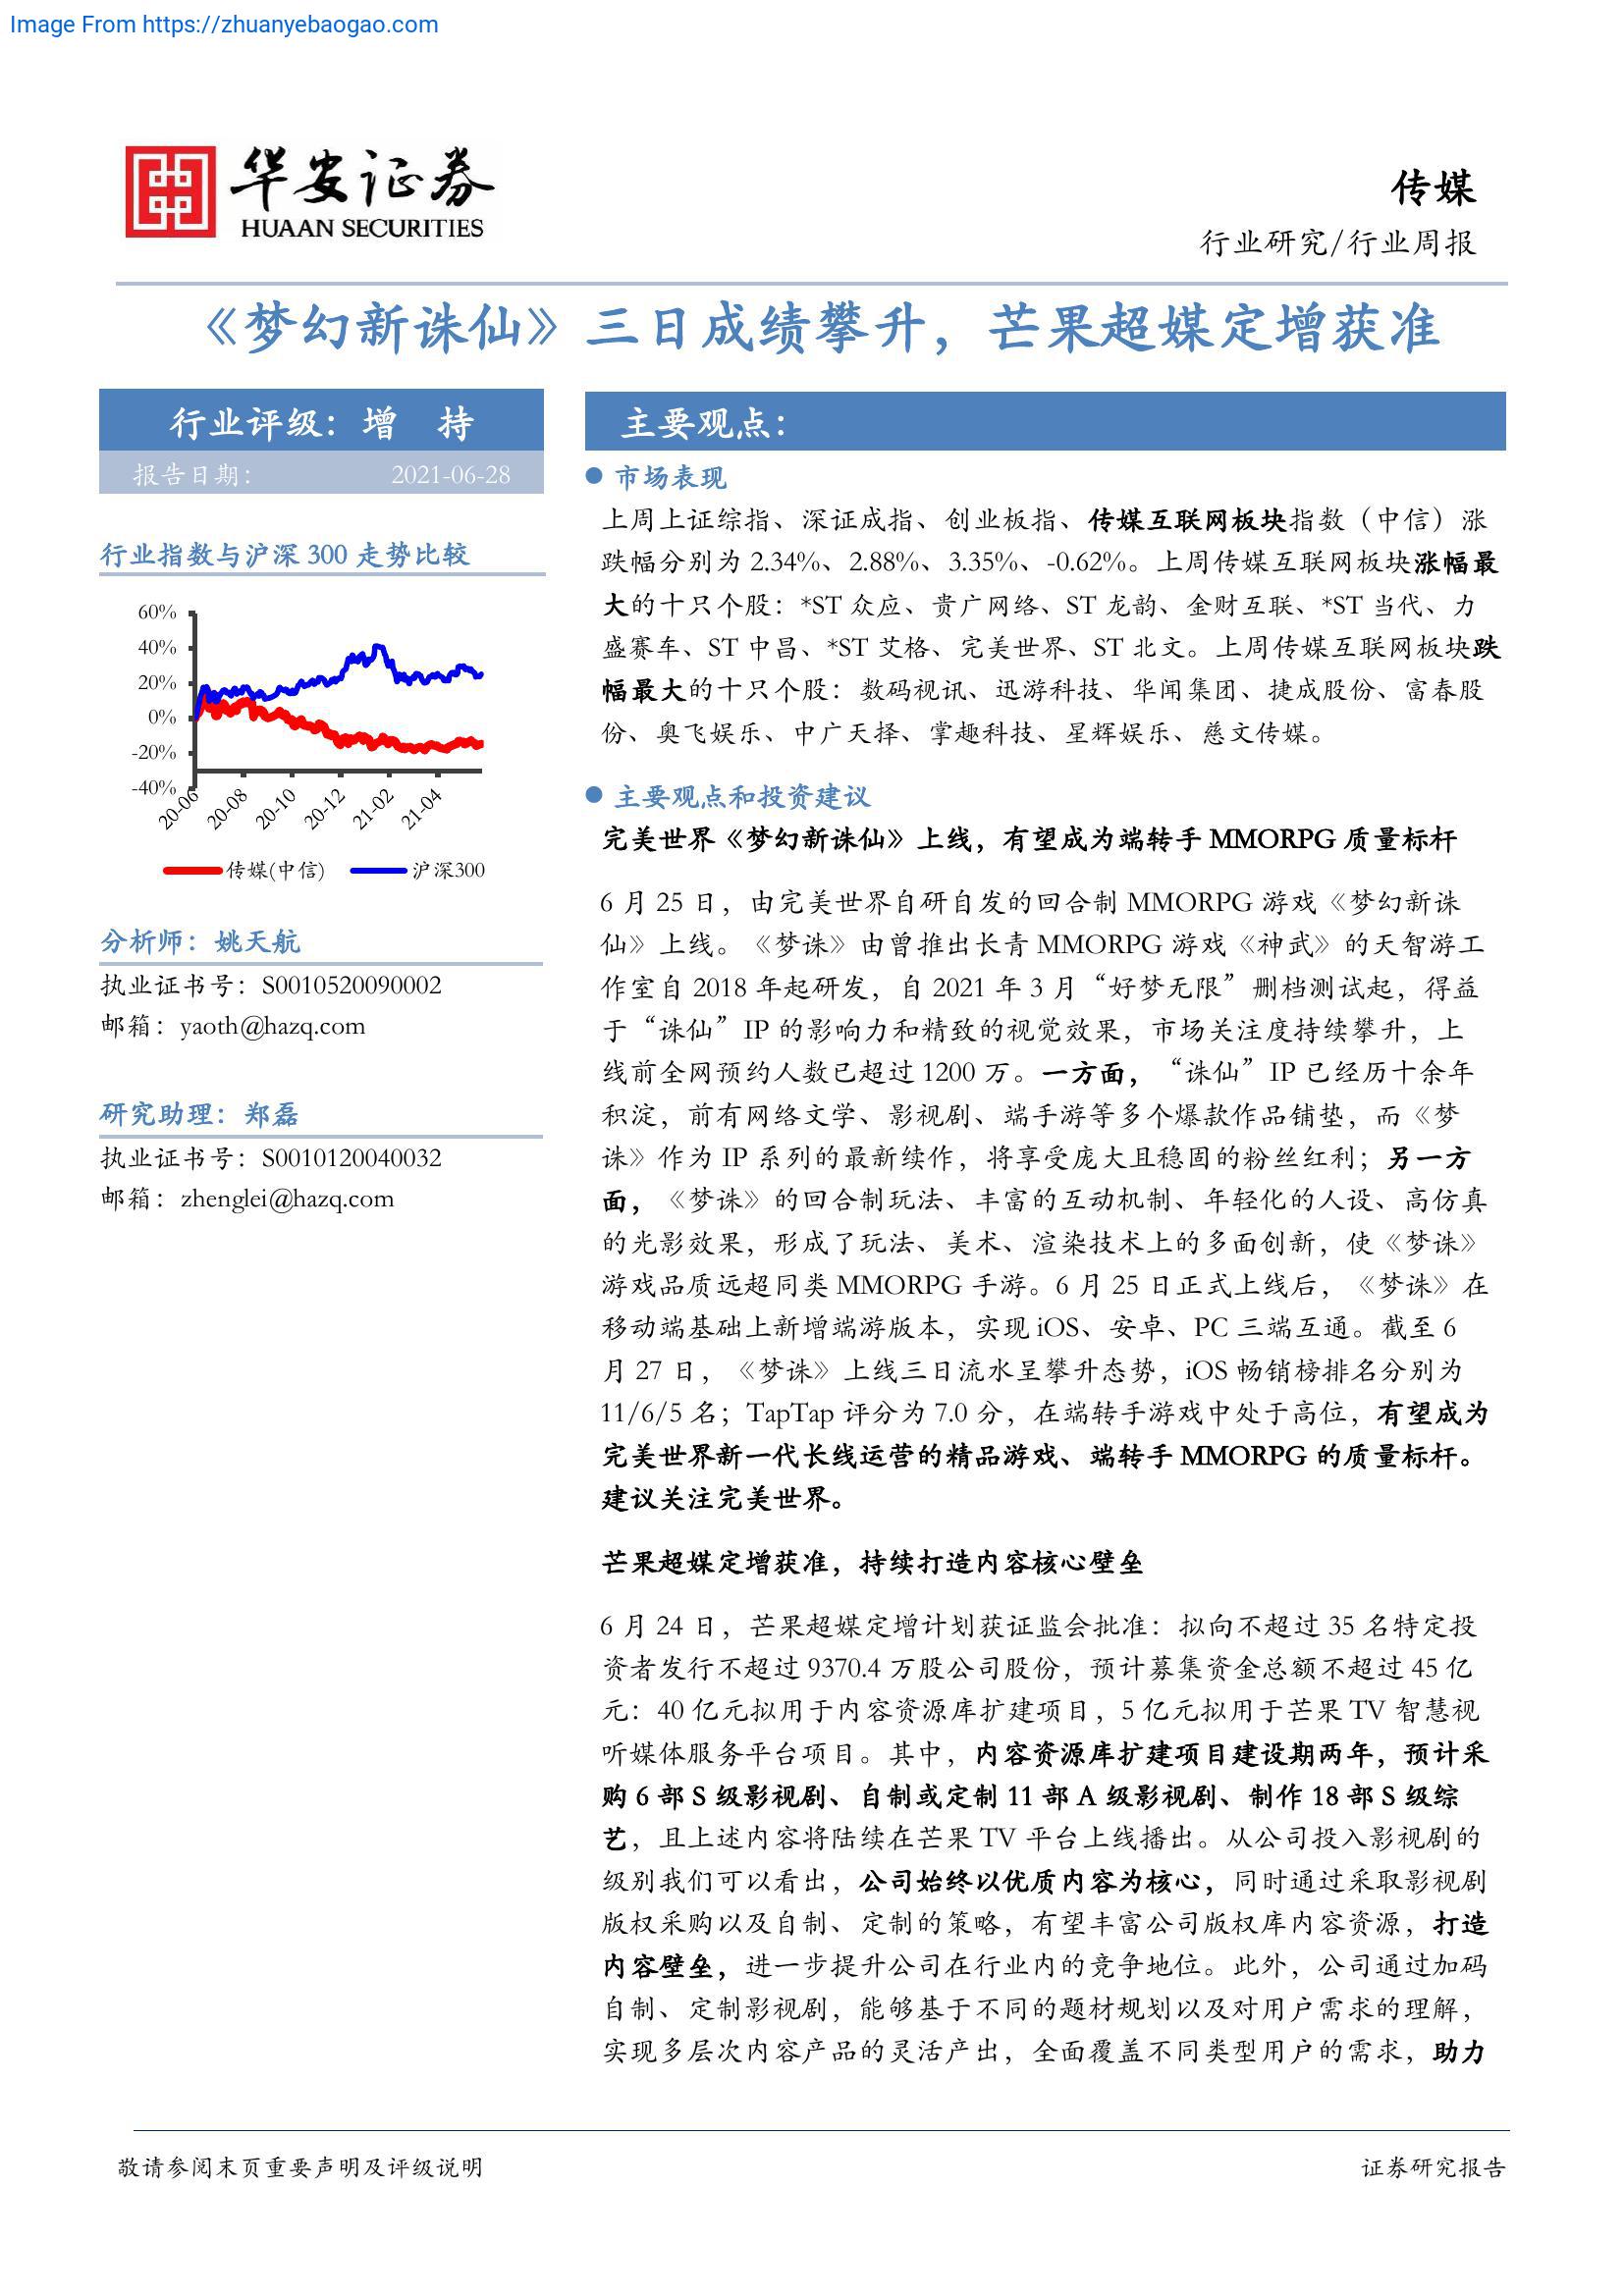 Image From https://zhuanyebaogao.com
华安证券
HUAAN SECURITIES
传媒
行业研究/行业周报
《梦幻新诛仙》三日成绩攀升，芒果超媒定增获准
行业评级：增 持
报告日期： 2021-06-28
行业指数与沪深 300 走势比较
60%
40%
20%
0%
-20%
-40%
20-06
20-08
20-10
20-12
21-02
21-04
传媒(中信)
沪深300
分析师：姚天航
执业证书号：S0010520090002
邮箱：yaoth@hazq.com
研究助理：郑磊
执业证书号：S0010120040032
邮箱：zhenglei@hazq.com
主要观点：
市场表现
上周上证综指、深证成指、创业板指、传媒互联网板块指数（中信）涨
跌幅分别为 2.34%、2.88%、3.35%、-0.62%。上周传媒互联网板块涨幅最
大的十只个股：*ST 众应、贵广网络、ST 龙韵、金财互联、*ST 当代、力
盛赛车、ST 中昌、*ST 艾格、完美世界、ST 北文。上周传媒互联网板块跌
幅最大的十只个股：数码视讯、迅游科技、华闻集团、捷成股份、富春股
份、奥飞娱乐、中广天择、掌趣科技、星辉娱乐、慈文传媒。
主要观点和投资建议
完美世界《梦幻新诛仙》上线，有望成为端转手 MMORPG 质量标杆
6 月 25 日，由完美世界自研自发的回合制 MMORPG 游戏《梦幻新诛
仙》上线。《梦诛》由曾推出长青 MMORPG 游戏《神武》的天智游工
作室自 2018 年起研发，自 2021 年 3 月“好梦无限”删档测试起，得益
于“诛仙”IP 的影响力和精致的视觉效果，市场关注度持续攀升，上
线前全网预约人数已超过 1200 万。一方面，“诛仙”IP 已经历十余年
积淀，前有网络文学、影视剧、端手游等多个爆款作品铺垫，而《梦
诛》作为 IP 系列的最新续作，将享受庞大且稳固的粉丝红利；另一方
面，《梦诛》的回合制玩法、丰富的互动机制、年轻化的人设、高仿真
的光影效果，形成了玩法、美术、渲染技术上的多面创新，使《梦诛》
游戏品质远超同类 MMORPG 手游。6 月 25 日正式上线后，《梦诛》在
移动端基础上新增端游版本，实现 iOS、安卓、PC 三端互通。截至 6
月 27 日，《梦诛》上线三日流水呈攀升态势，iOS 畅销榜排名分别为
11/6/5 名；TapTap 评分为 7.0 分，在端转手游戏中处于高位，有望成为
完美世界新一代长线运营的精品游戏、端转手 MMORPG 的质量标杆。
建议关注完美世界。
芒果超媒定增获准，持续打造内容核心壁垒
6 月 24 日，芒果超媒定增计划获证监会批准：拟向不超过 35 名特定投
资者发行不超过 9370.4 万股公司股份，预计募集资金总额不超过 45 亿
元：40 亿元拟用于内容资源库扩建项目，5 亿元拟用于芒果 TV 智慧视
听媒体服务平台项目。其中，内容资源库扩建项目建设期两年，预计采
购 6 部 S 级影视剧、自制或定制 11 部 A 级影视剧、制作 18 部 S 级综
艺，且上述内容将陆续在芒果 TV 平台上线播出。从公司投入影视剧的
级别我们可以看出，公司始终以优质内容为核心，同时通过采取影视剧
版权采购以及自制、定制的策略，有望丰富公司版权库内容资源，打造
内容壁垒，进一步提升公司在行业内的竞争地位。此外，公司通过加码
自制、定制影视剧，能够基于不同的题材规划以及对用户需求的理解，
实现多层次内容产品的灵活产出，全面覆盖不同类型用户的需求，助力
敬请参阅末页重要声明及评级说明
证券研究报告